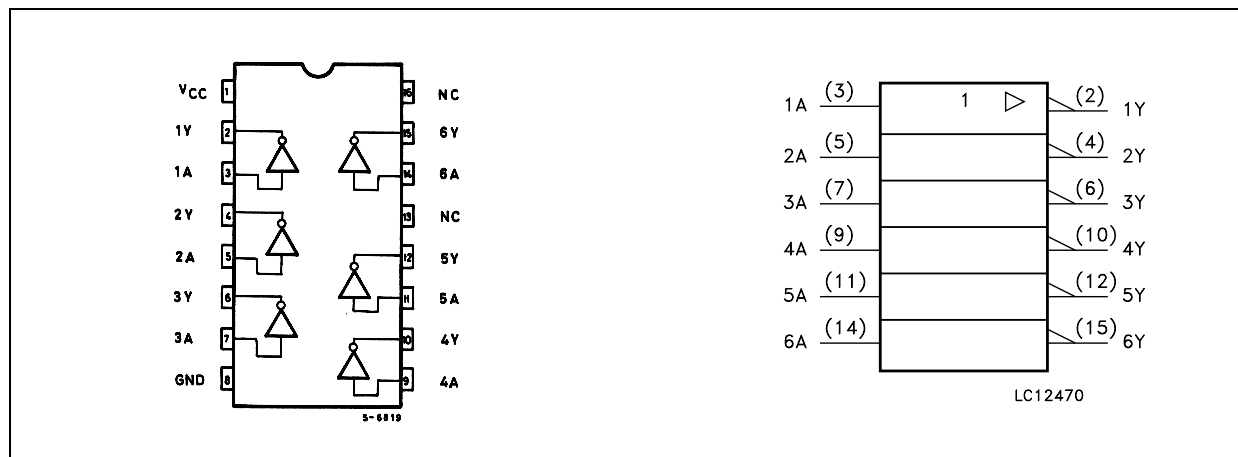 VCC 1 16 NC
1Y 2 15 6Y
1A 3 14 6A
2Y 4 13 NC
2A 5 12 5Y
3Y 6 11 5A
3A 7 10 4Y
GND 8 9 4A
S-6819
1A (3) 1 (2) 1Y
2A (5) (4) 2Y
3A (7) (6) 3Y
4A (9) (10) 4Y
5A (11) (12) 5Y
6A (14) (15) 6Y
LC12470